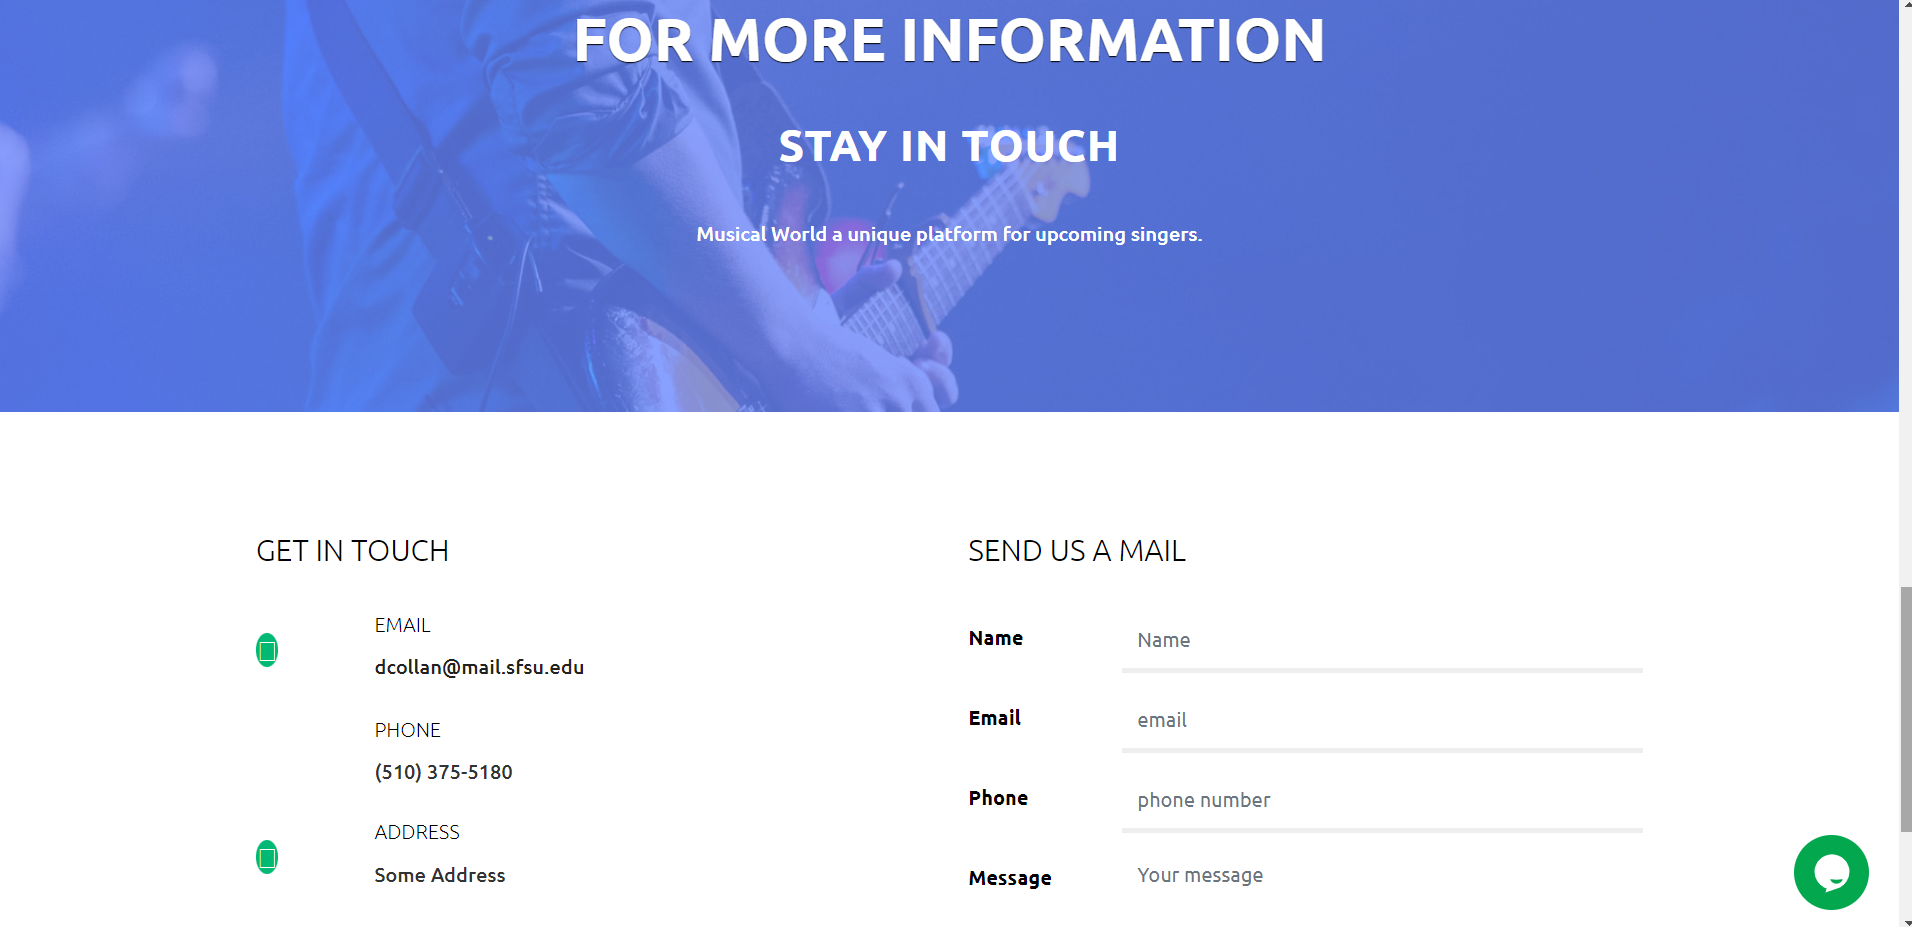 FOR MORE INFORMATION
STAY IN TOUCH
Musical World a unique platform for upcoming singers.
GET IN TOUCH
EMAIL
dcollan@mail.sfsu.edu
PHONE
(510) 375-5180
ADDRESS
Some Address
SEND US A MAIL
Name Name
Email email
Phone phone number
Message Your message